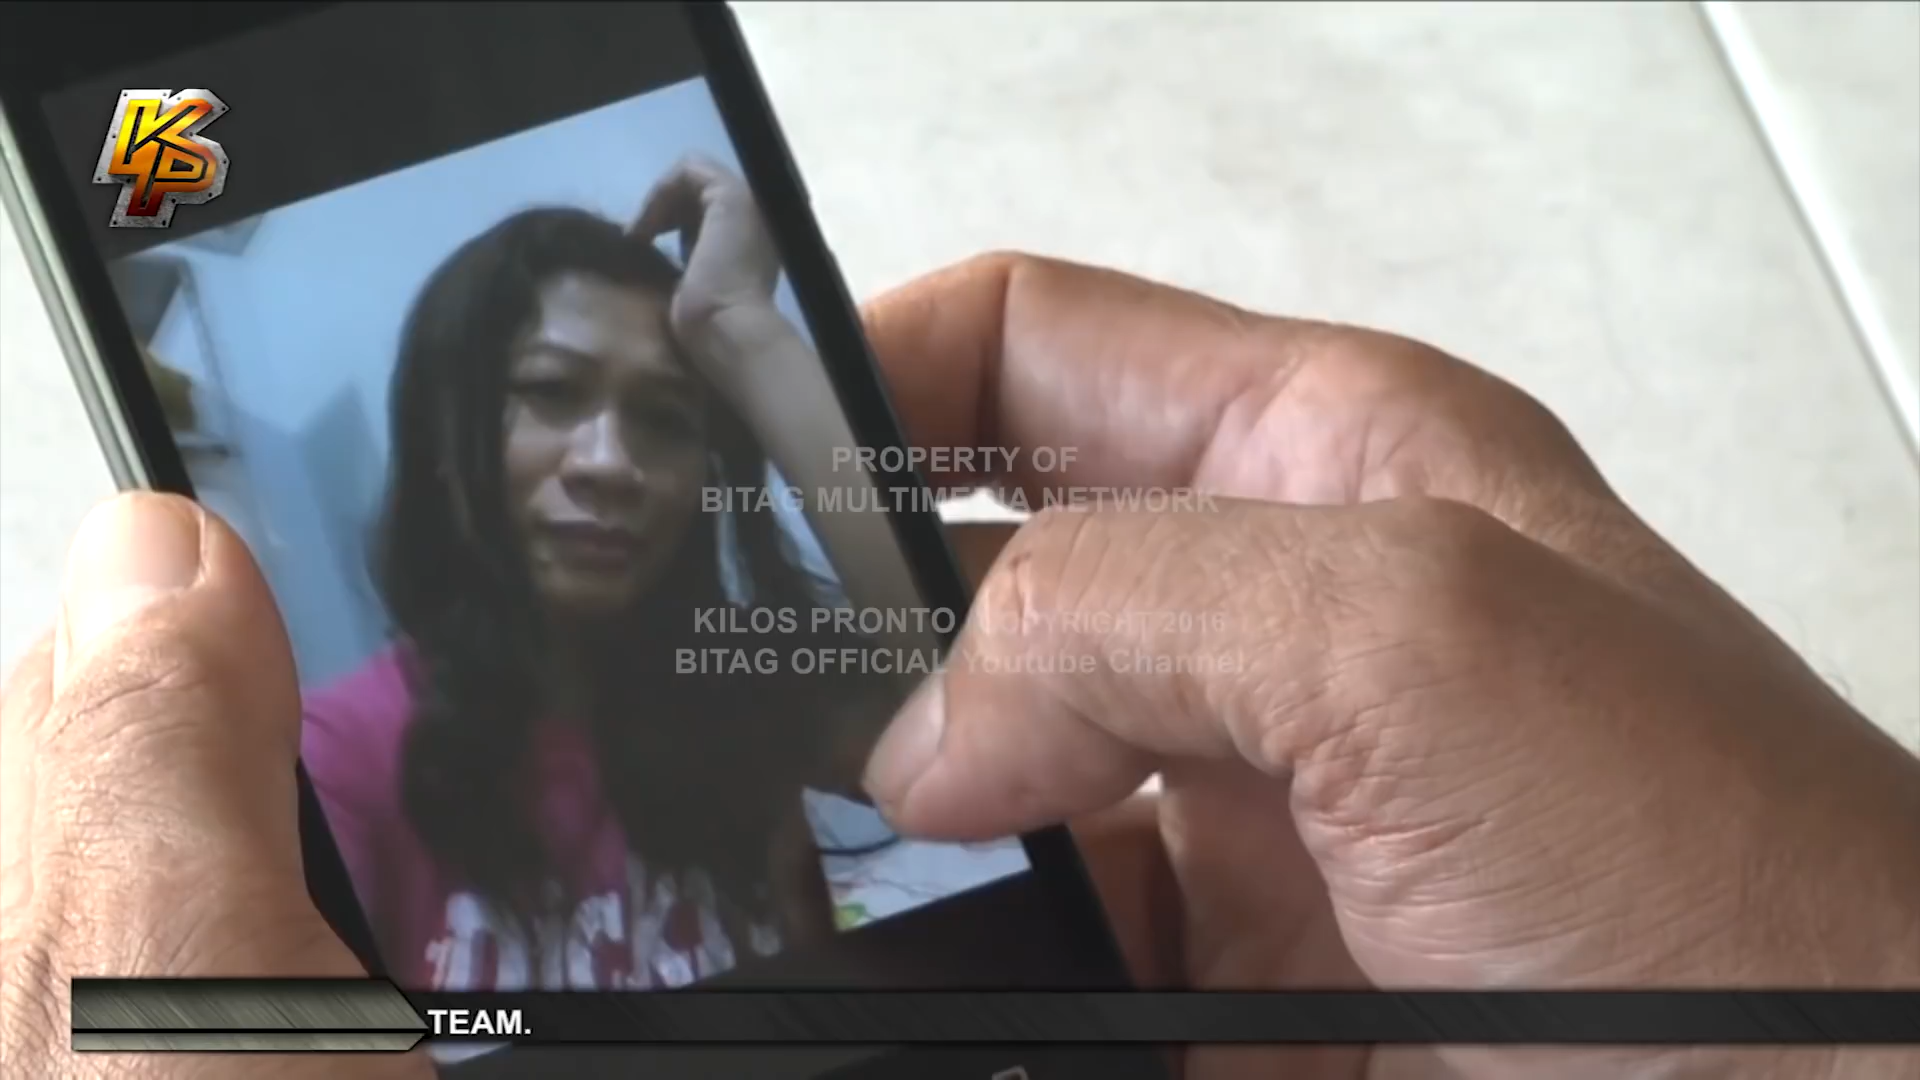 KP
PROPERTY OF
BITAG MULTIMEDIA NETWORK
KILOS PRONTO COPYRIGHT 2016
BITAG OFFICIAL Youtube Channel
TEAM.